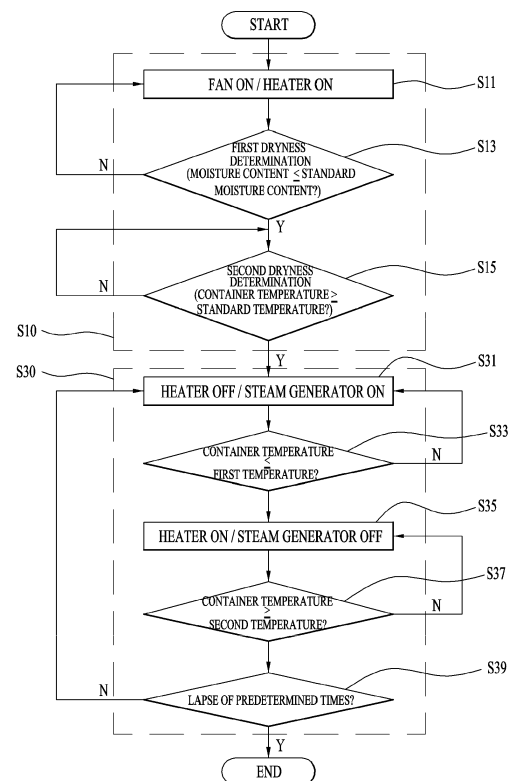 START
FAN ON / HEATER ON
S11
FIRST DRYNESS
DETERMINATION
(MOISTURE CONTENT ≤ STANDARD
MOISTURE CONTENT?)
S13
N
Y
SECOND DRYNESS
DETERMINATION
(CONTAINER TEMPERATURE ≥
STANDARD TEMPERATURE?)
S15
N
S10
Y
S30
HEATER OFF / STEAM GENERATOR ON
S31
CONTAINER TEMPERATURE
≤
FIRST TEMPERATURE?
S33
N
HEATER ON / STEAM GENERATOR OFF
S35
CONTAINER TEMPERATURE
≥
SECOND TEMPERATURE?
S37
N
LAPSE OF PREDETERMINED TIMES?
S39
N
Y
END